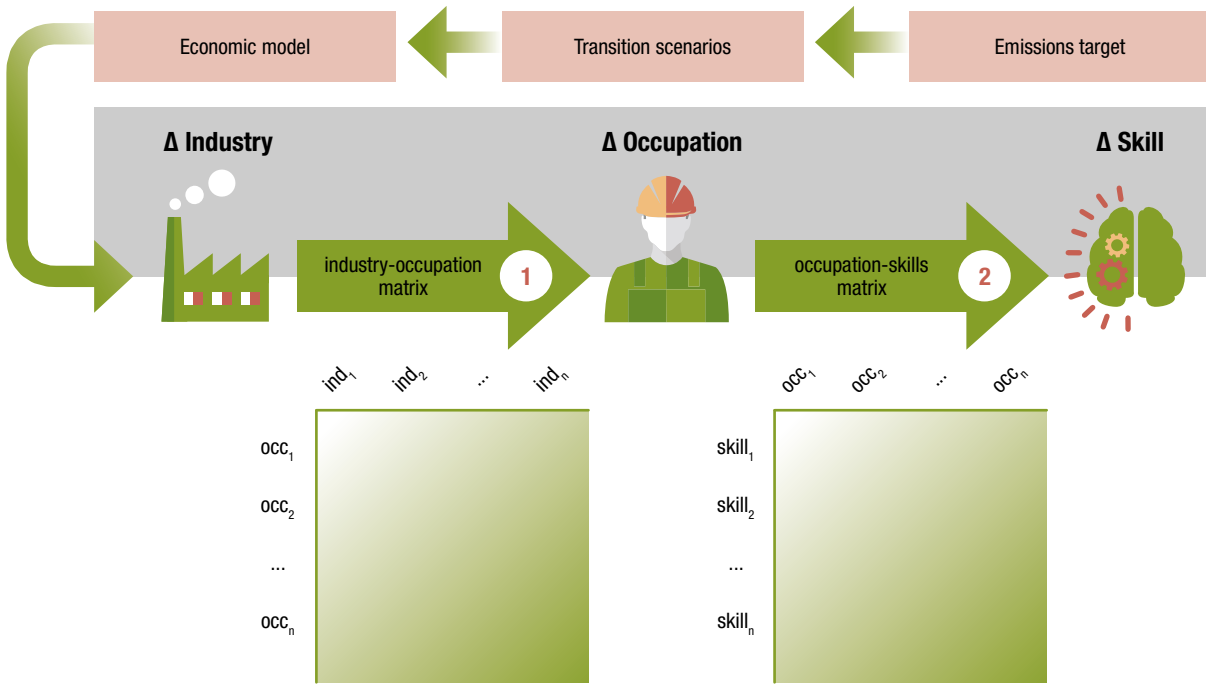 Economic model
Transition scenarios
Emissions target
Δ Industry
Δ Occupation
Δ Skill
industry-occupation
matrix
1
occupation-skills
matrix
2
ind₁
ind₂
...
indₙ
occ₁
occ₂
...
occₙ
occ₁
occ₂
...
occₙ
skill₁
skill₂
...
skillₙ